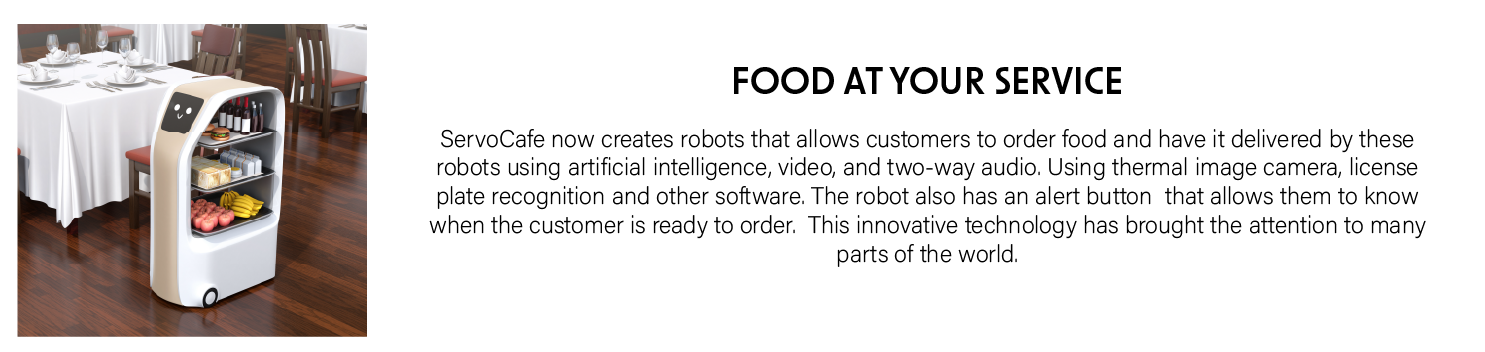 FOOD AT YOUR SERVICE
ServoCafe now creates robots that allows customers to order food and have it delivered by these
robots using artificial intelligence, video, and two-way audio. Using thermal image camera, license
plate recognition and other software. The robot also has an alert button  that allows them to know
when the customer is ready to order.  This innovative technology has brought the attention to many
parts of the world.